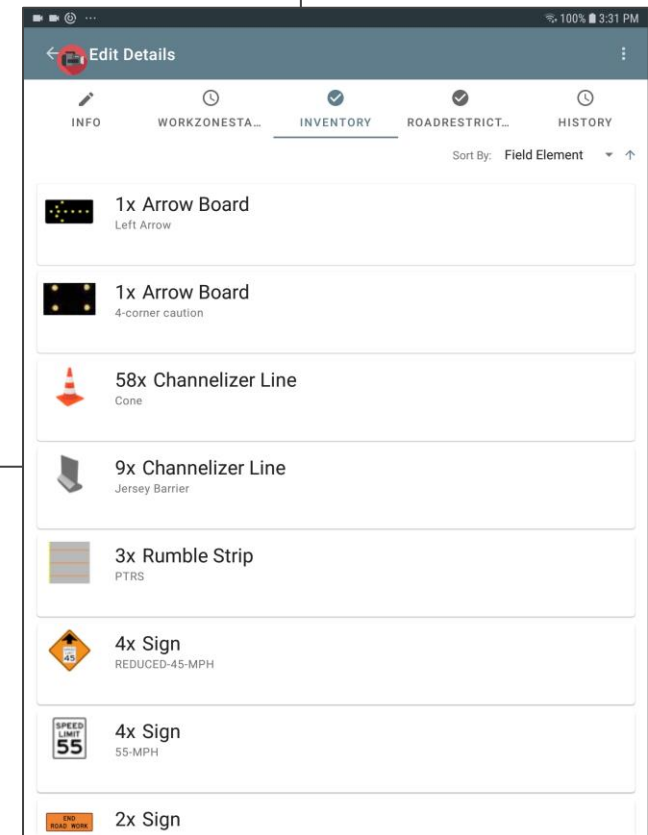 100% 3:31 PM
Edit Details
INFO WORKZONESTA... INVENTORY ROADRESTRICT... HISTORY
Sort By: Field Element
1x Arrow Board
Left Arrow
1x Arrow Board
4-corner caution
58x Channelizer Line
Cone
9x Channelizer Line
Jersey Barrier
3x Rumble Strip
PTRS
45
4x Sign
REDUCED-45-MPH
SPEED
LIMIT
55
4x Sign
55-MPH
END
ROAD WORK
2x Sign